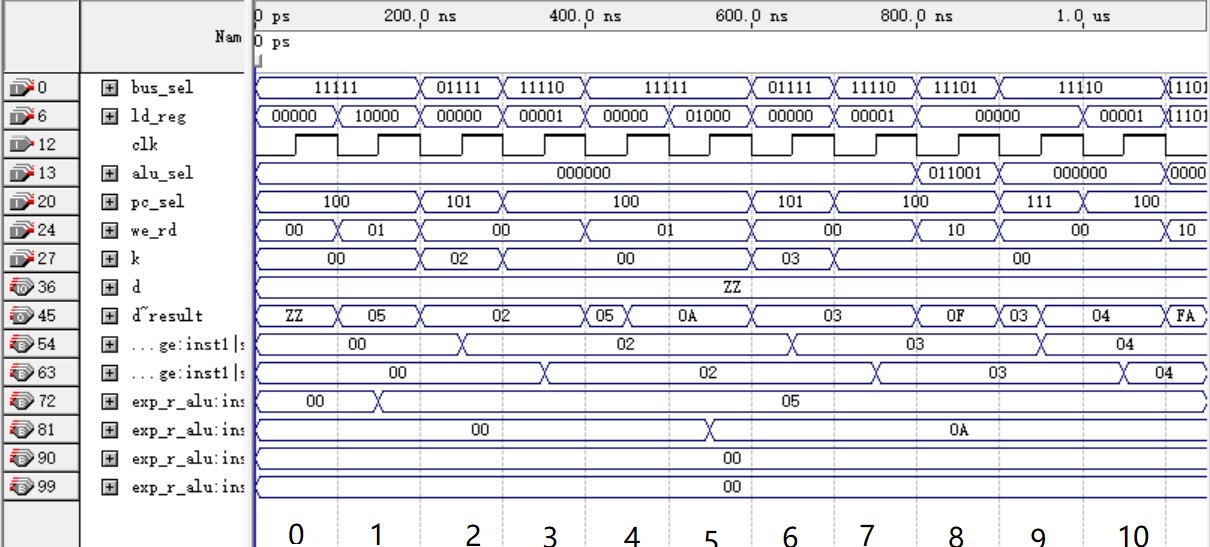 0 ps 200.0 ns 400.0 ns 600.0 ns 800.0 ns 1.0 us
Nam 0 ps
0 bus_sel 11111 01111 11110 11111 01111 11110 11101 11110 11101
6 ld_reg 00000 10000 00000 00001 00000 01000 00000 00001 00000 00001 11101
12 clk
13 alu_sel 000000 011001 000000 0000
20 pc_sel 100 101 100 101 100 111 100
24 we_rd 00 01 00 01 00 10 00 10
27 k 00 02 00 03 00
36 d ZZ
45 d~result ZZ 05 02 05 0A 03 0F 03 04 FA
54 ...ge:inst1|s 00 02 03 04
63 ...ge:inst1|s 00 02 03 04
72 exp_r_alu:ins 00 05
81 exp_r_alu:ins 00 0A
90 exp_r_alu:ins 00
99 exp_r_alu:ins 00
0 1 2 3 4 5 6 7 8 9 10